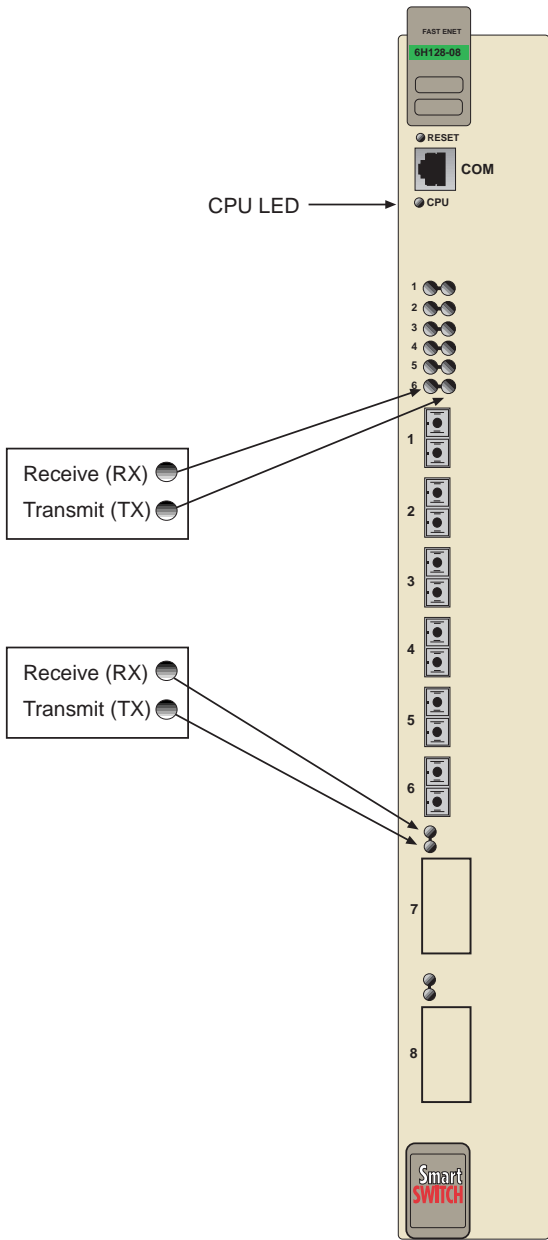 FAST ENET
6H128-08
RESET
COM
CPU LED
CPU
1
2
3
4
5
6
Receive (RX)
Transmit (TX)
1
2
3
4
5
6
Receive (RX)
Transmit (TX)
7
8
Smart
SWITCH